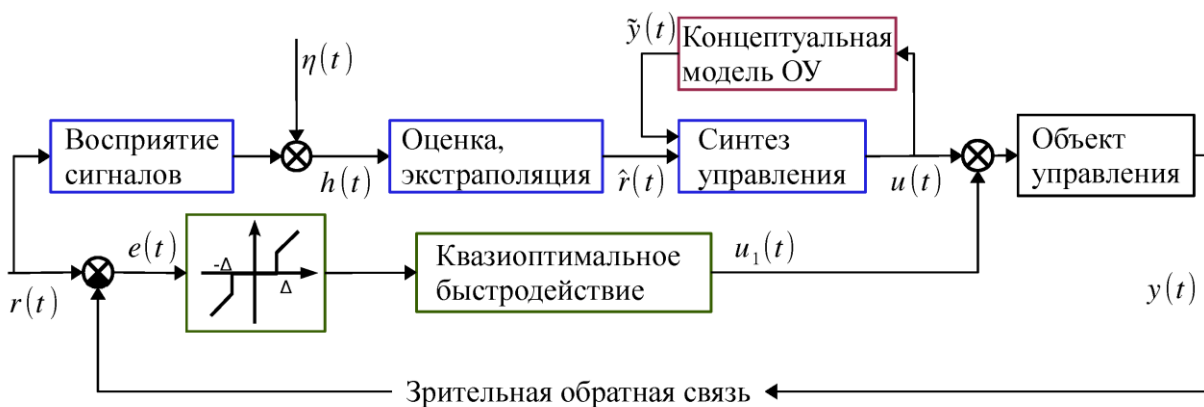 ỹ(t)
Концептуальная
модель ОУ
η(t)
Восприятие
сигналов
h(t)
Оценка,
экстраполяция
r̂(t)
Синтез
управления
u(t)
Объект
управления
r(t)
e(t)
-Δ
Δ
Квазиоптимальное
быстродействие
u₁(t)
y(t)
Зрительная обратная связь